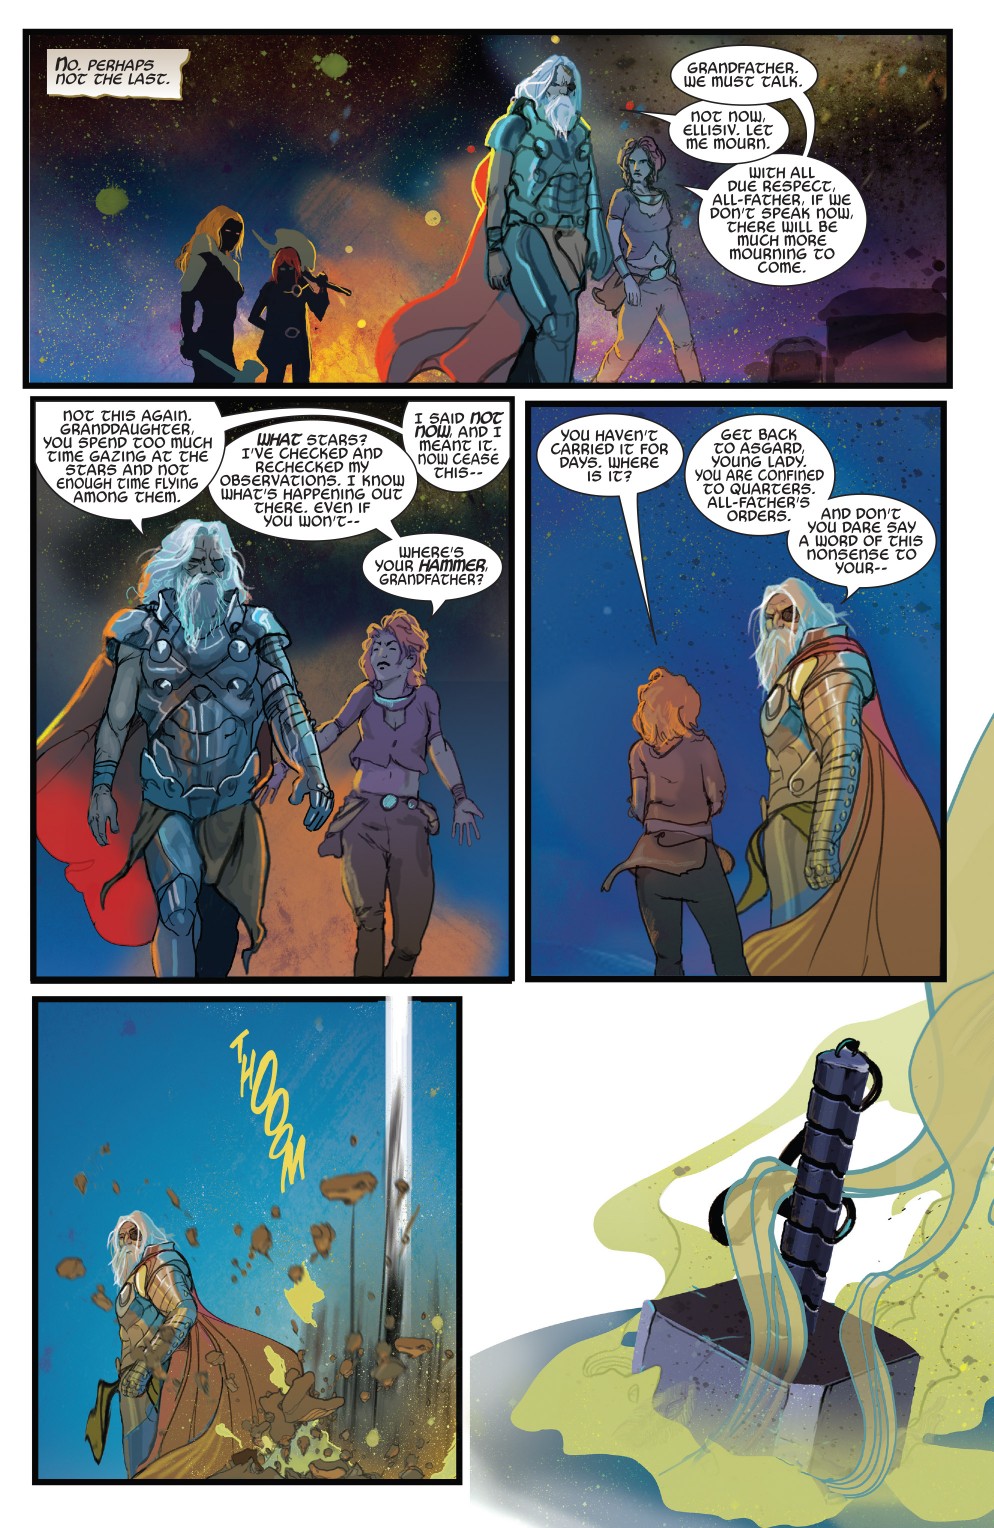 NO. PERHAPS
NOT THE LAST.
GRANDFATHER.
WE MUST TALK.
NOT NOW,
ELLISIV. LET
ME MOURN.
WITH ALL
DUE RESPECT,
ALL-FATHER, IF WE
DON'T SPEAK NOW,
THERE WILL BE
MUCH MORE
MOURNING TO
COME.
NOT THIS AGAIN.
GRANDDAUGHTER,
YOU SPEND TOO MUCH
TIME GAZING AT THE
STARS AND NOT
ENOUGH TIME FLYING
AMONG THEM.
WHAT STARS?
I'VE CHECKED AND
RECHECKED MY
OBSERVATIONS. I KNOW
WHAT'S HAPPENING OUT
THERE. EVEN IF
YOU WON'T--
I SAID NOT
NOW, AND I
MEANT IT.
NOW CEASE
THIS--
WHERE'S
YOUR HAMMER,
GRANDFATHER?
YOU HAVEN'T
CARRIED IT FOR
DAYS. WHERE
IS IT?
GET BACK
TO ASGARD,
YOUNG LADY.
YOU ARE CONFINED
TO QUARTERS.
ALL-FATHER'S
ORDERS.
AND DON'T
YOU DARE SAY
A WORD OF THIS
NONSENSE TO
YOUR--
THOOOM